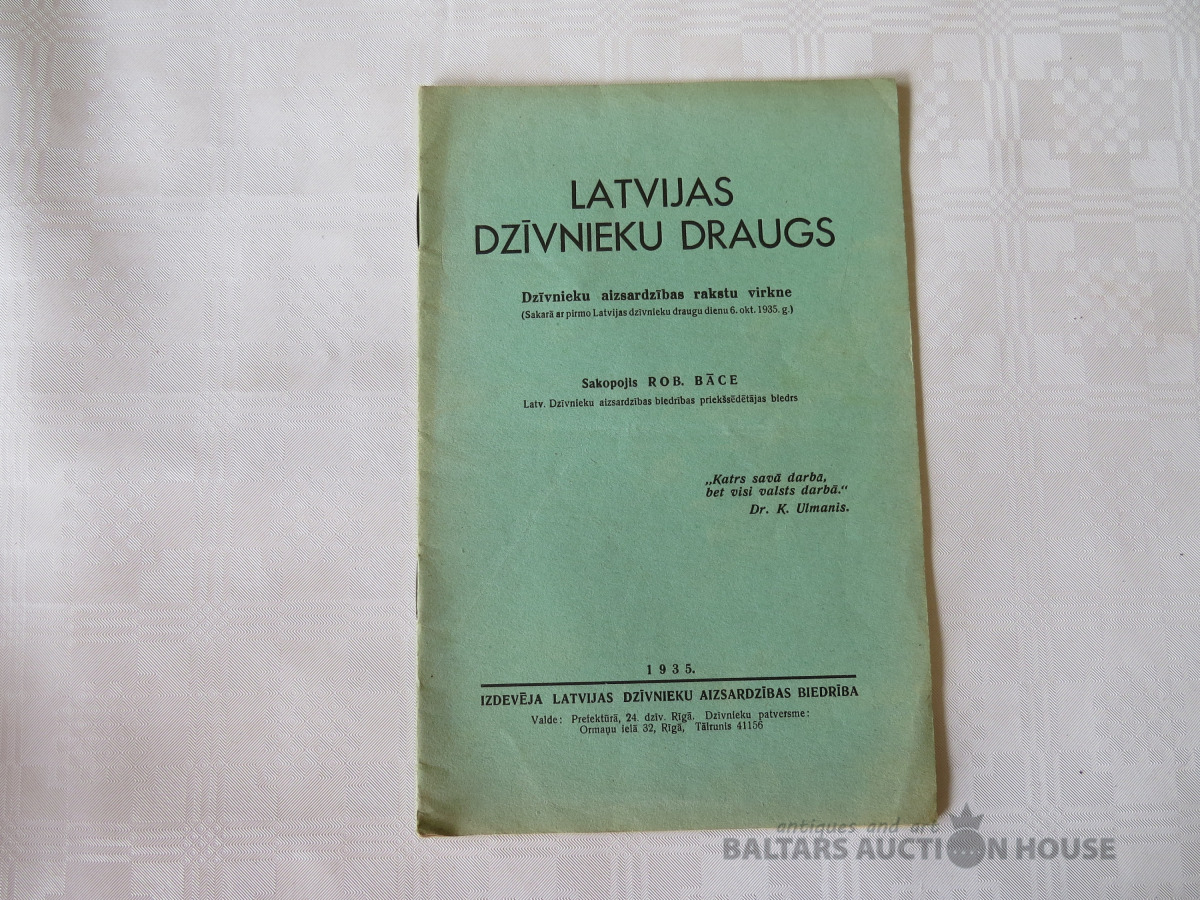 LATVIJAS
DZĪVNIEKU DRAUGS
Dzīvnieku aizsardzības rakstu virkne
(Sakarā ar pirmo Latvijas dzīvnieku draugu dienu 6. okt. 1935. g.)
Sakopojis ROB. BĀCE
Latv. Dzīvnieku aizsardzības biedrības priekšsēdētājas biedrs
„Katrs savā darbā,
bet visi valsts darbā.“
Dr. K. Ulmanis.
1935.
IZDEVĒJA LATVIJAS DZĪVNIEKU AIZSARDZĪBAS BIEDRĪBA
Valde: Prefektūrā, 24. dzīv. Rīgā. Dzīvnieku patversme:
Ormaņu ielā 32, Rīgā, Tālrunis 41156
antiques and art
BALTARS AUCTION HOUSE